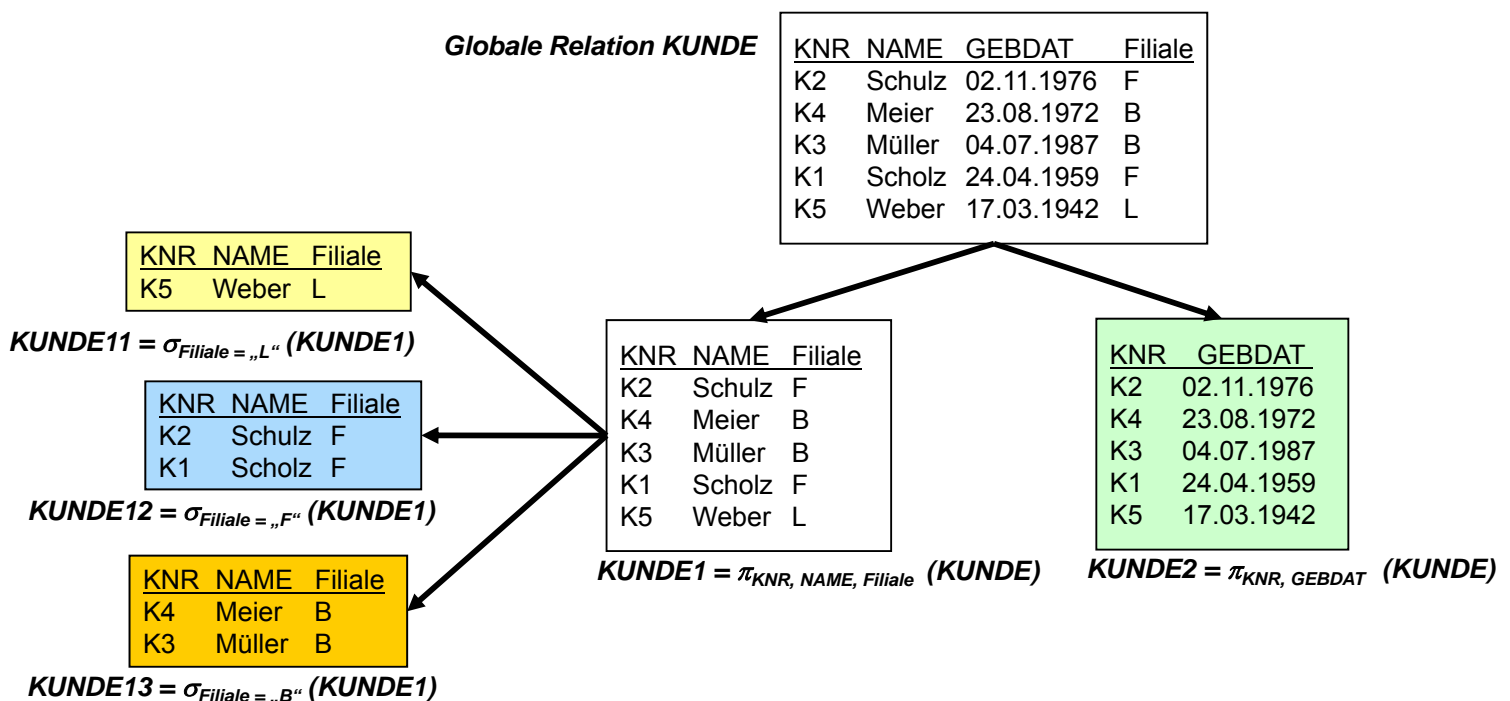 Globale Relation KUNDE
KNR NAME GEBDAT Filiale
K2 Schulz 02.11.1976 F
K4 Meier 23.08.1972 B
K3 Müller 04.07.1987 B
K1 Scholz 24.04.1959 F
K5 Weber 17.03.1942 L
KNR NAME Filiale
K5 Weber L
KUNDE11 = σFiliale = „L“ (KUNDE1)
KNR NAME Filiale
K2 Schulz F
K1 Scholz F
KUNDE12 = σFiliale = „F“ (KUNDE1)
KNR NAME Filiale
K4 Meier B
K3 Müller B
KUNDE13 = σFiliale = „B“ (KUNDE1)
KNR NAME Filiale
K2 Schulz F
K4 Meier B
K3 Müller B
K1 Scholz F
K5 Weber L
KUNDE1 = πKNR, NAME, Filiale (KUNDE)
KNR GEBDAT
K2 02.11.1976
K4 23.08.1972
K3 04.07.1987
K1 24.04.1959
K5 17.03.1942
KUNDE2 = πKNR, GEBDAT (KUNDE)